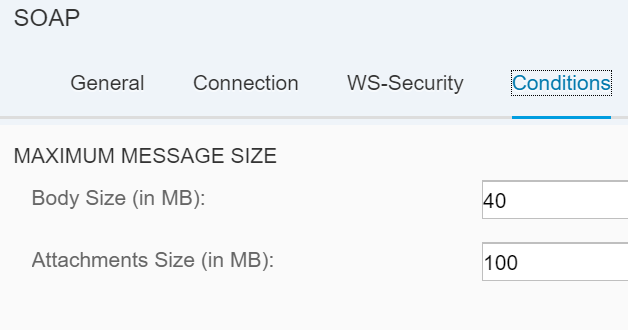 SOAP
General Connection WS-Security Conditions
MAXIMUM MESSAGE SIZE
Body Size (in MB): 40
Attachments Size (in MB): 100